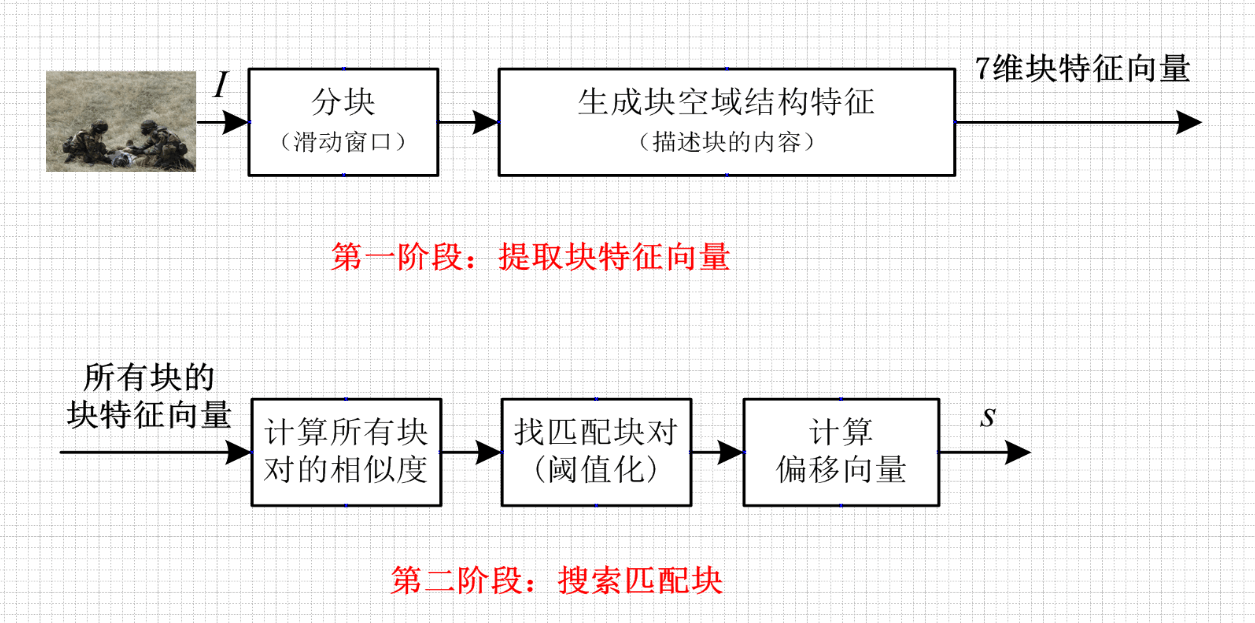 I
分块
（滑动窗口）
生成块空域结构特征
（描述块的内容）
7维块特征向量
第一阶段：提取块特征向量
所有块的
块特征向量
计算所有块
对的相似度
找匹配块对
（阈值化）
计算
偏移向量
s
第二阶段：搜索匹配块